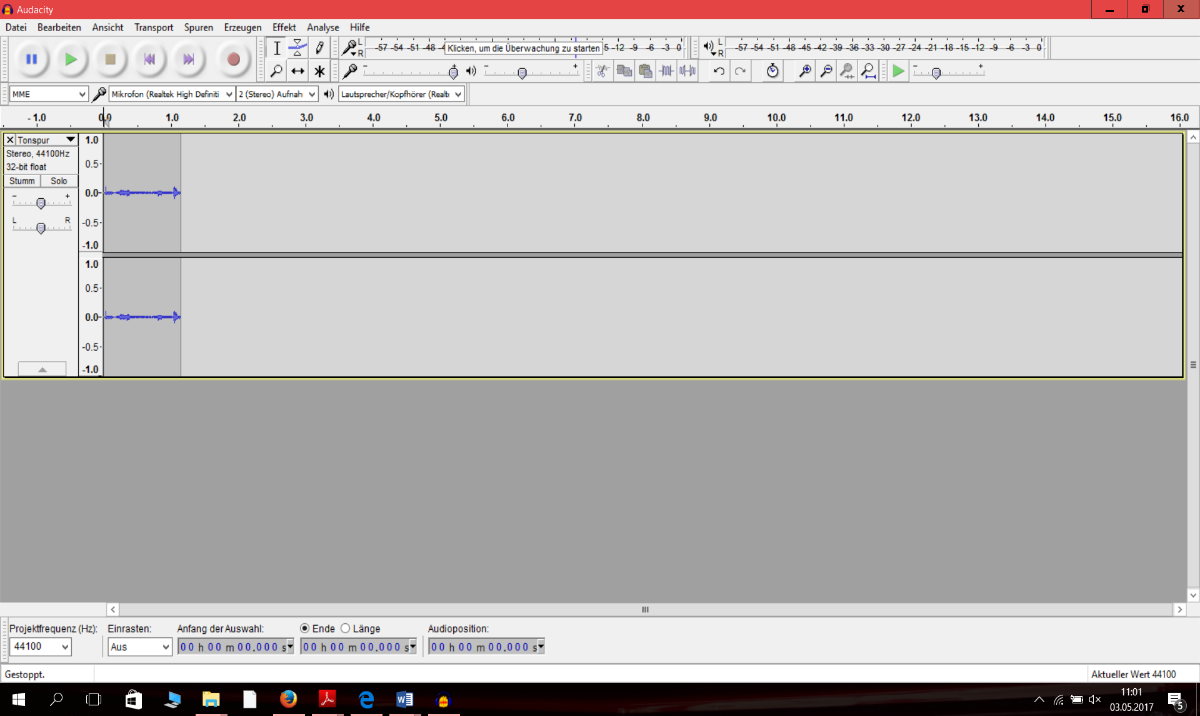 Audacity
Datei Bearbeiten Ansicht Transport Spuren Erzeugen Effekt Analyse Hilfe
L R -57 -54 -51 -48 -4 Klicken, um die Überwachung zu starten 5 -12 -9 -6 -3 0 L R -57 -54 -51 -48 -45 -42 -39 -36 -33 -30 -27 -24 -21 -18 -15 -12 -9 -6 -3 0
- + - + - +
MME Mikrofon (Realtek High Definiti 2 (Stereo) Aufnah Lautsprecher/Kopfhörer (Realt
- 1.0 0.0 1.0 2.0 3.0 4.0 5.0 6.0 7.0 8.0 9.0 10.0 11.0 12.0 13.0 14.0 15.0 16.0
Tonspur 1.0
Stereo, 44100Hz
32-bit float 0.5
Stumm Solo
- + 0.0
L R -0.5
-1.0
1.0
0.5
0.0
-0.5
-1.0
Projektfrequenz (Hz): Einrasten: Anfang der Auswahl: Ende Länge Audioposition:
44100 Aus 00 h 00 m 00.000 s 00 h 00 m 00.000 s 00 h 00 m 00.000 s
Gestoppt. Aktueller Wert 44100
11:01
03.05.2017
5